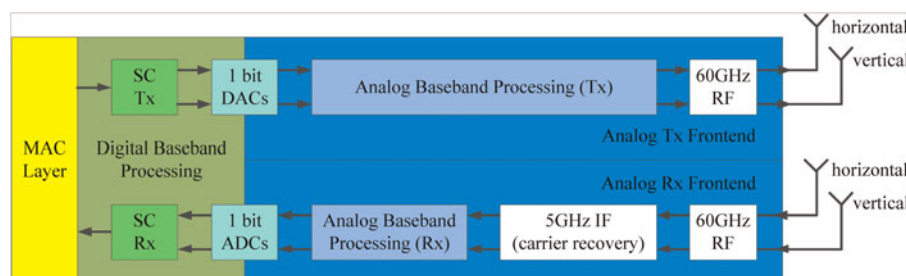 horizontal
SC
Tx
1 bit
DACs
Analog Baseband Processing (Tx)
60GHz
RF
vertical
Analog Tx Frontend
MAC
Layer
Digital Baseband
Processing
Analog Rx Frontend
horizontal
SC
Rx
1 bit
ADCs
Analog Baseband
Processing (Rx)
5GHz IF
(carrier recovery)
60GHz
RF
vertical